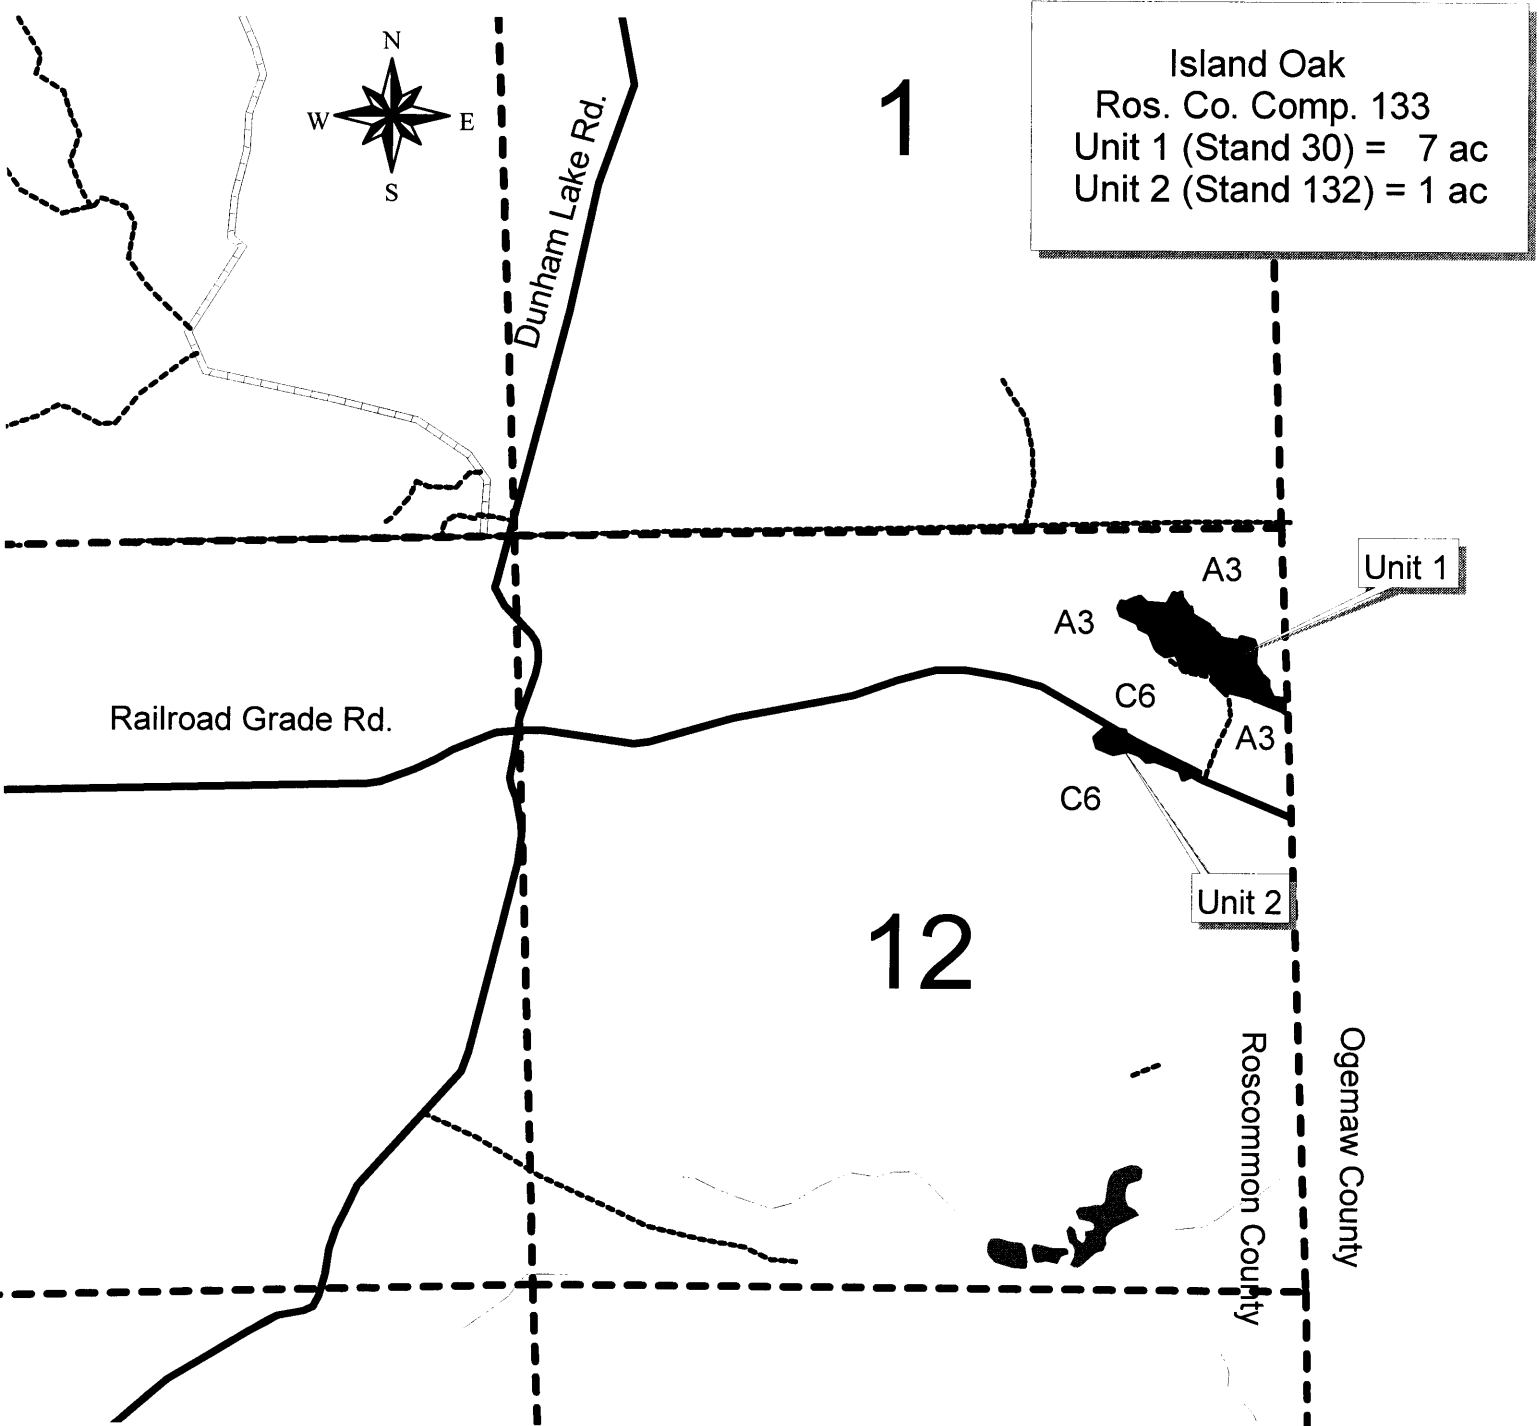 Island Oak
Ros. Co. Comp. 133
Unit 1 (Stand 30) = 7 ac
Unit 2 (Stand 132) = 1 ac
N
W
E
S
1
Dunham Lake Rd.
A3
Unit 1
A3
C6
Railroad Grade Rd.
A3
C6
Unit 2
12
Roscommon County
Ogemaw County